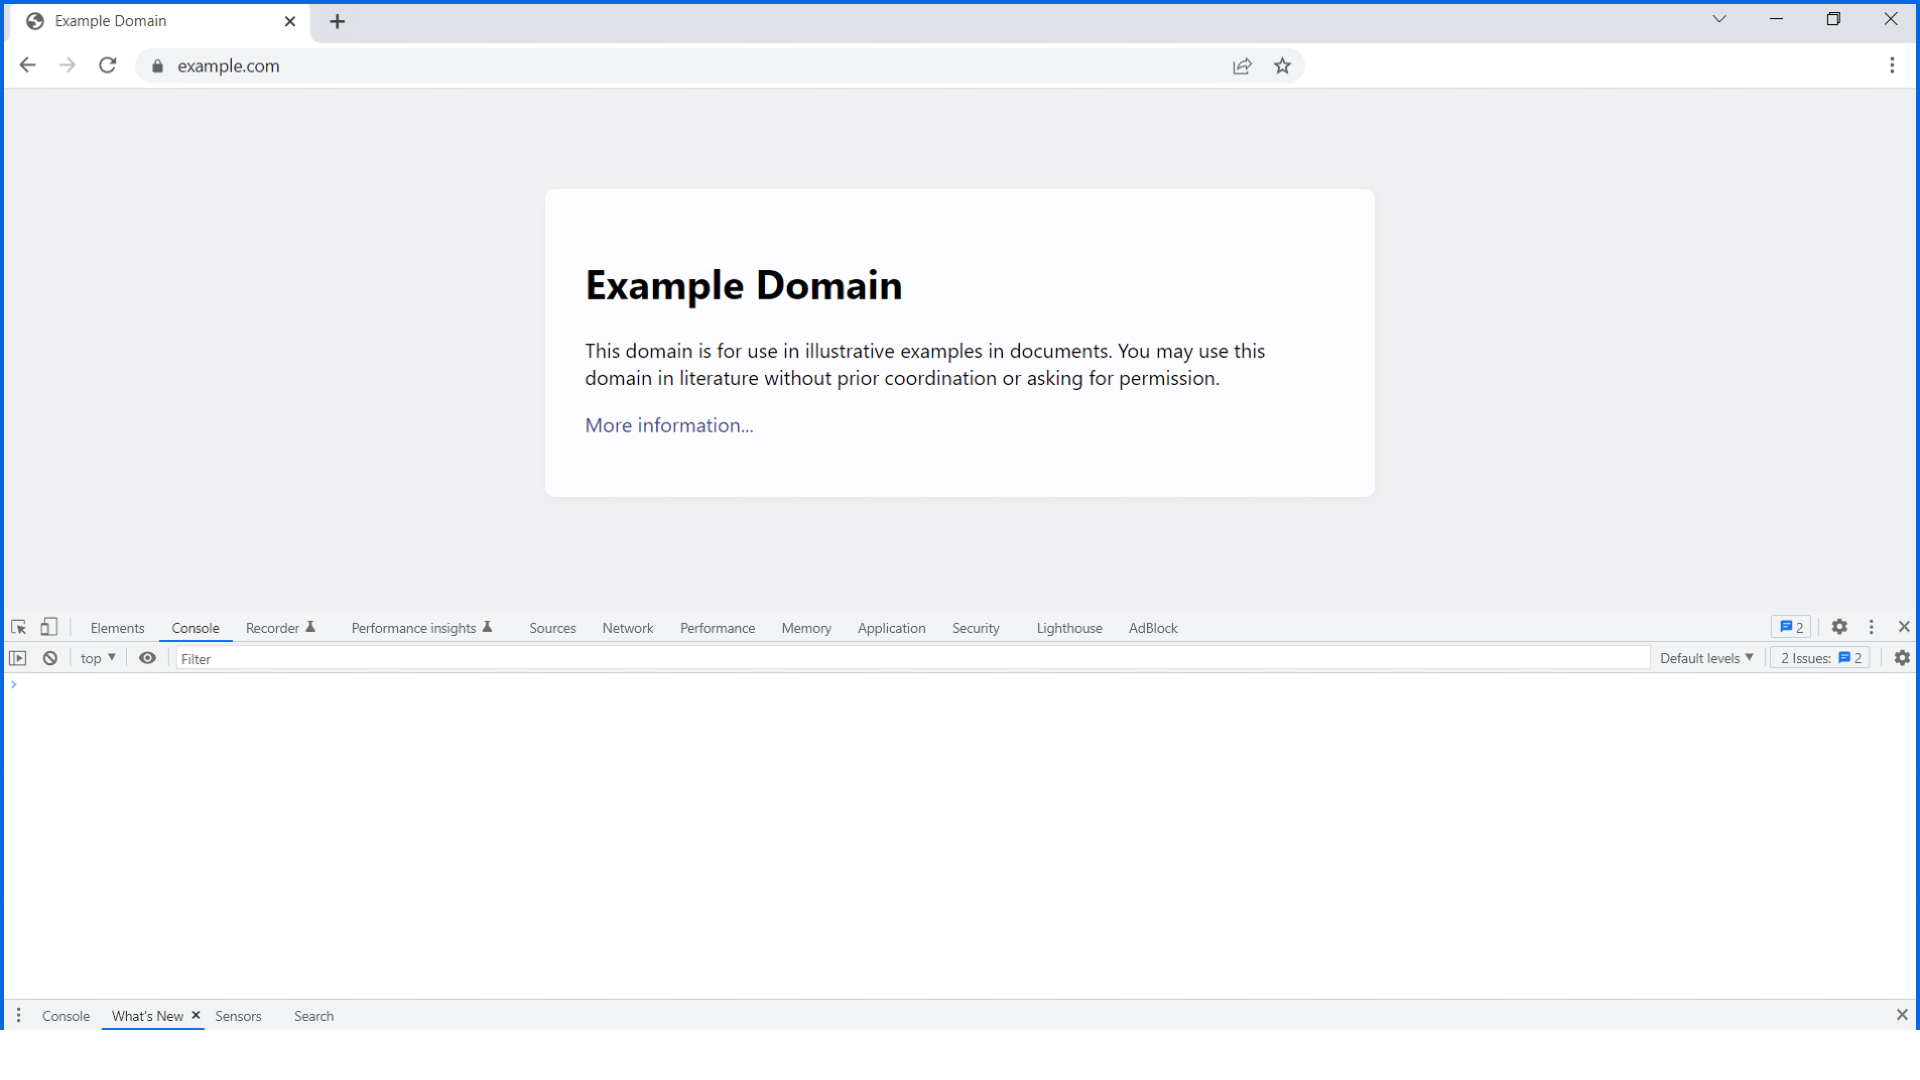 Example Domain
example.com
Example Domain
This domain is for use in illustrative examples in documents. You may use this
domain in literature without prior coordination or asking for permission.
More information...
Elements Console Recorder Performance insights Sources Network Performance Memory Application Security Lighthouse AdBlock 2
top Filter Default levels 2 Issues: 2
Console What's New Sensors Search